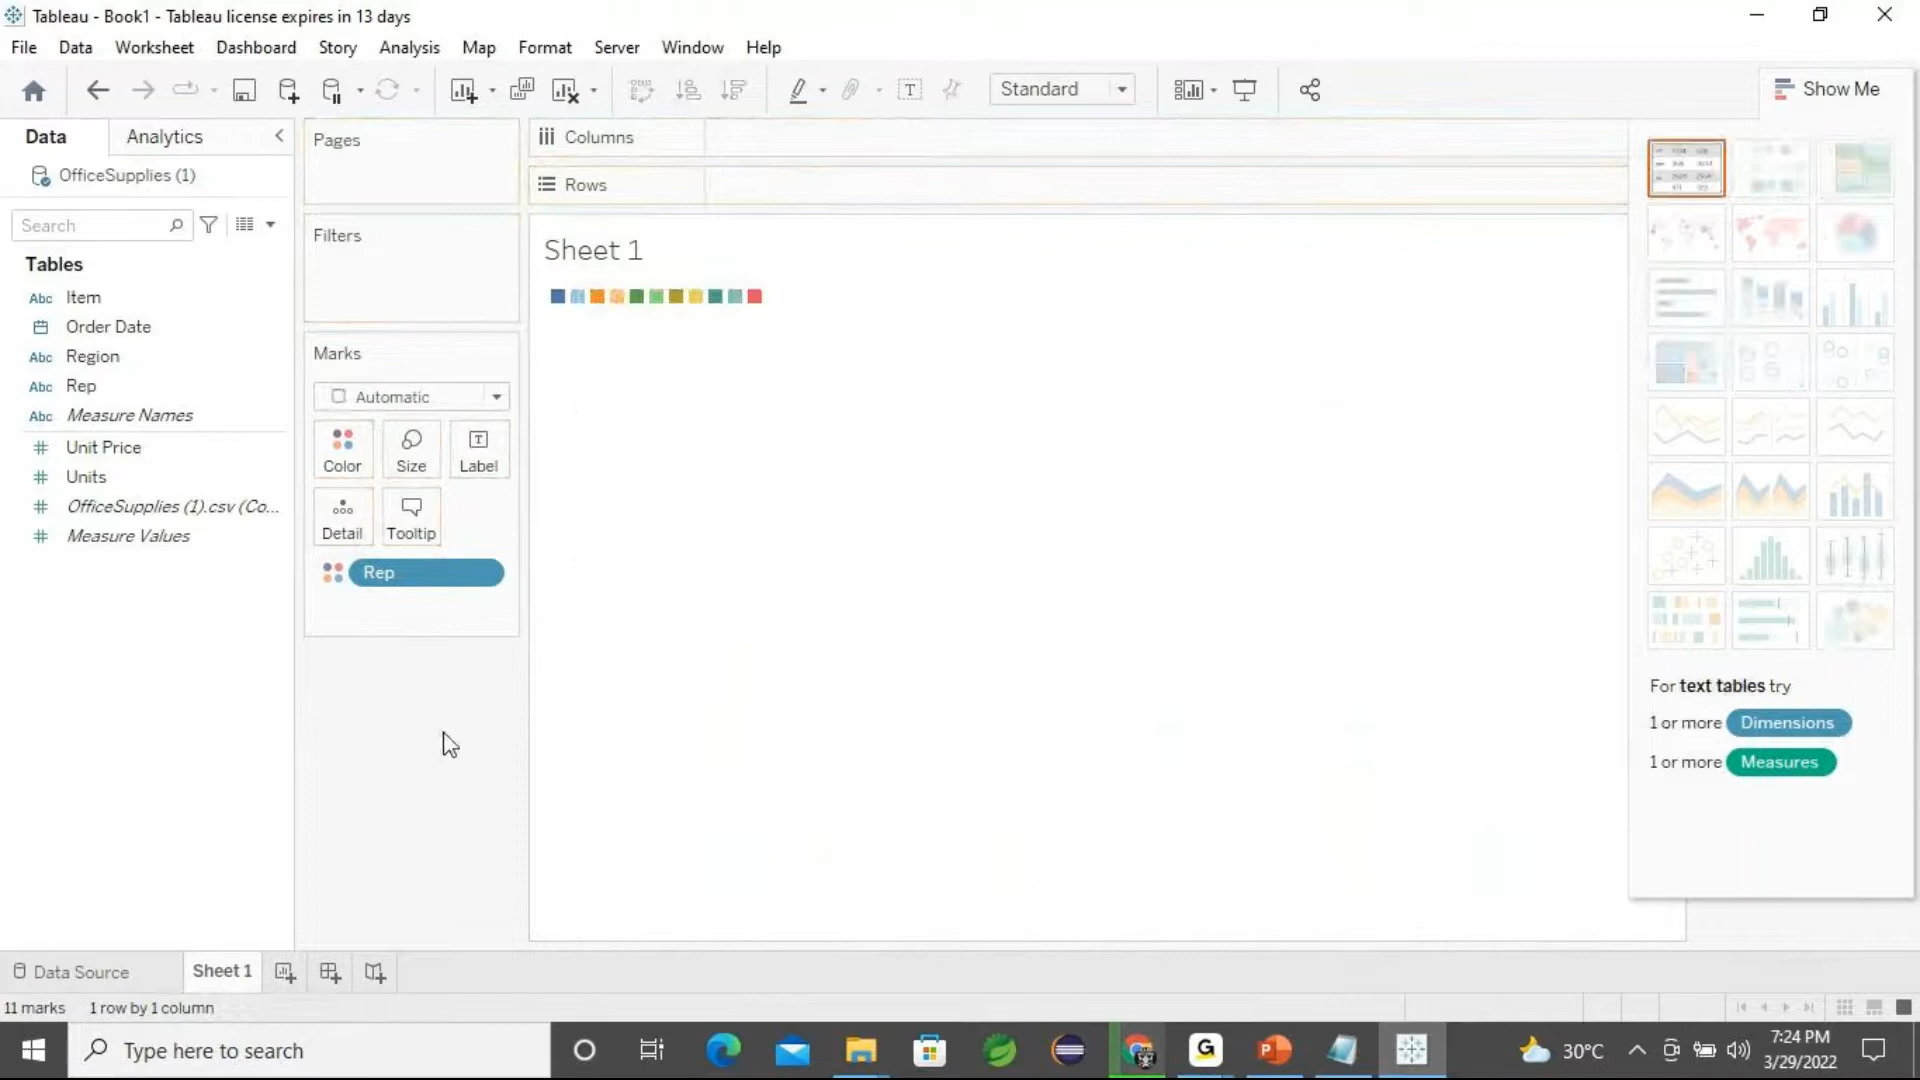 Tableau - Book1 - Tableau license expires in 13 days
File Data Worksheet Dashboard Story Analysis Map Format Server Window Help
Standard
Show Me
Data Analytics
OfficeSupplies (1)
Search
Tables
Abc Item
Order Date
Abc Region
Abc Rep
Abc Measure Names
# Unit Price
# Units
# OfficeSupplies (1).csv (Co...
# Measure Values
Pages
Filters
Marks
Automatic
Color Size Label
Detail Tooltip
Rep
Columns
Rows
Sheet 1
For text tables try
1 or more Dimensions
1 or more Measures
Data Source Sheet 1
11 marks 1 row by 1 column
Type here to search
30°C
7:24 PM
3/29/2022